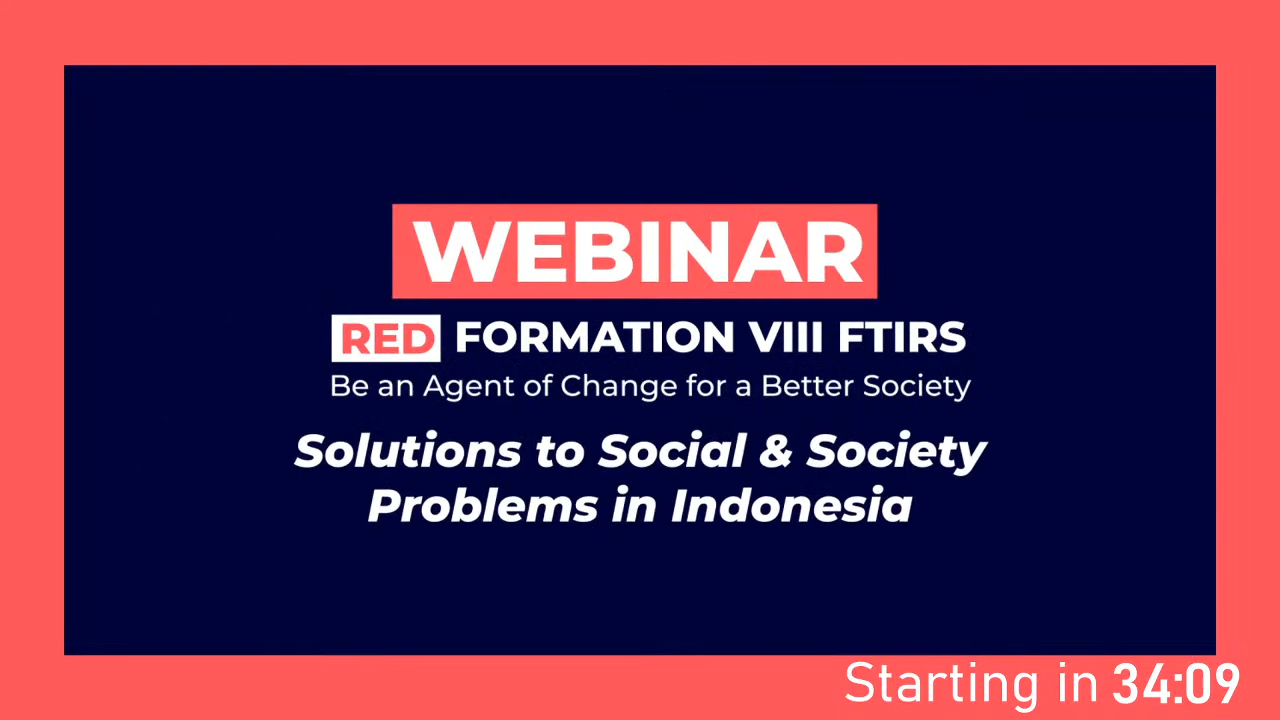 WEBINAR
RED FORMATION VIII FTIRS
Be an Agent of Change for a Better Society
Solutions to Social & Society
Problems in Indonesia
Starting in 34:09